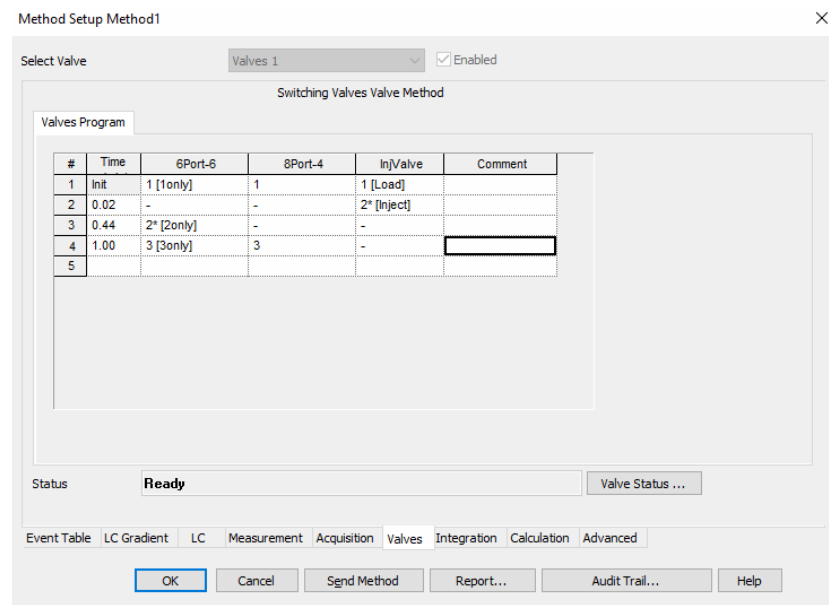 Method Setup Method1
Select Valve Valves 1 Enabled
Switching Valves Valve Method
Valves Program
# Time 6Port-6 8Port-4 InjValve Comment
1 Init 1 [1only] 1 1 [Load]
2 0.02 - - 2* [Inject]
3 0.44 2* [2only] - -
4 1.00 3 [3only] 3 -
5
Status Ready Valve Status ...
Event Table LC Gradient LC Measurement Acquisition Valves Integration Calculation Advanced
OK Cancel Send Method Report... Audit Trail... Help